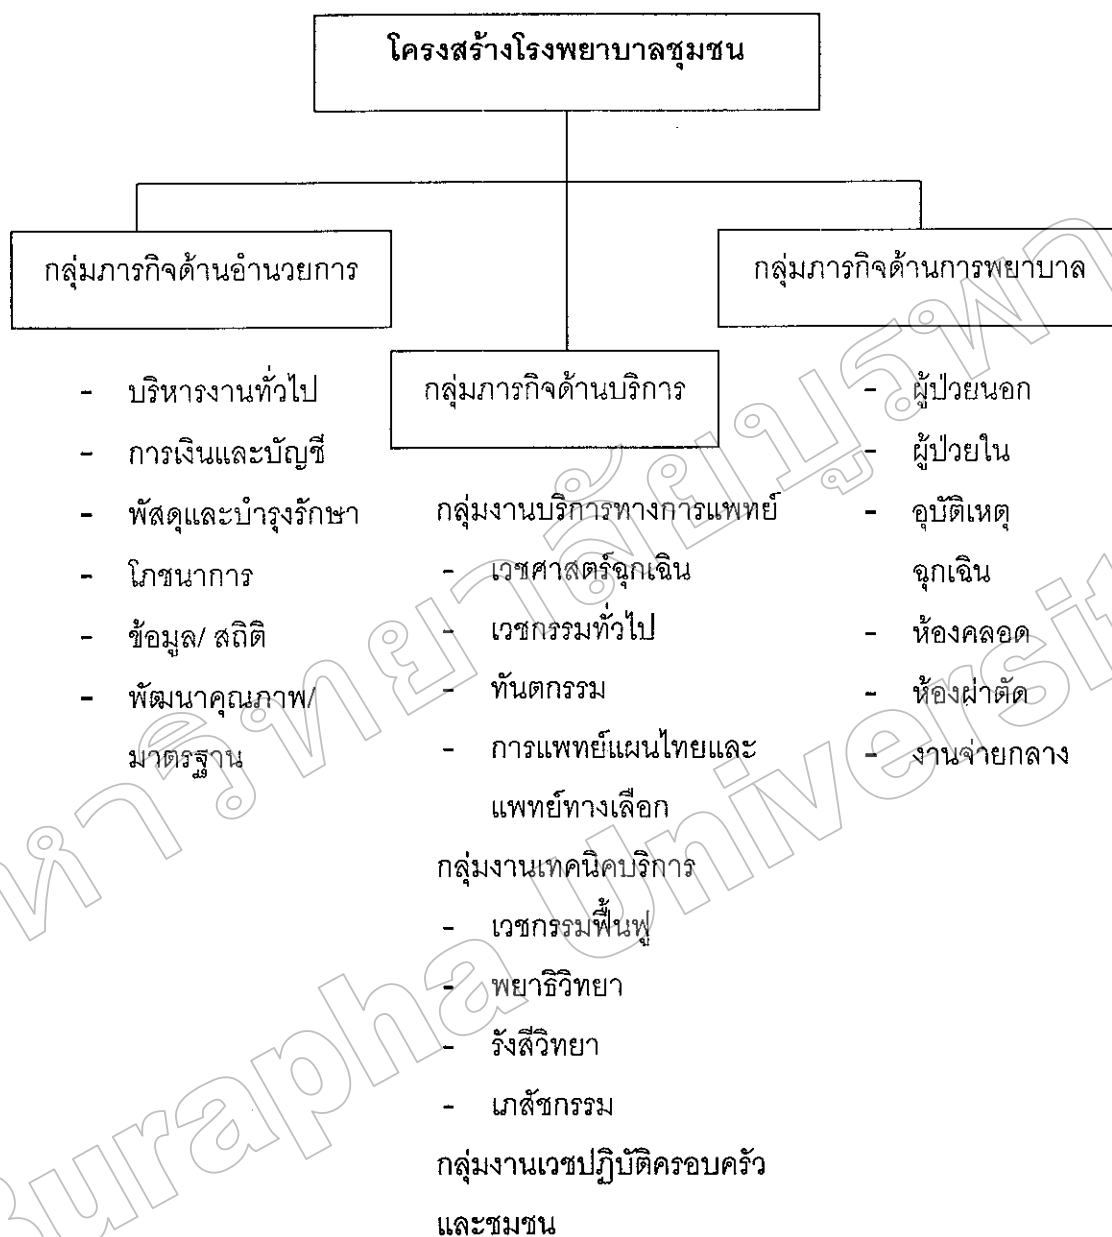 โครงสร้างโรงพยาบาลชุมชน
กลุ่มภารกิจด้านอำนวยการ
- บริหารงานทั่วไป
- การเงินและบัญชี
- พัสดุและบำรุงรักษา
- โภชนาการ
- ข้อมูล/ สถิติ
- พัฒนาคุณภาพ/
มาตรฐาน
กลุ่มภารกิจด้านบริการ
กลุ่มงานบริการทางการแพทย์
- เวชศาสตร์ฉุกเฉิน
- เวชกรรมทั่วไป
- ทันตกรรม
- การแพทย์แผนไทยและ
แพทย์ทางเลือก
กลุ่มงานเทคนิคบริการ
- เวชกรรมฟื้นฟู
- พยาธิวิทยา
- รังสีวิทยา
- เภสัชกรรม
กลุ่มงานเวชปฏิบัติครอบครัว
และชุมชน
กลุ่มภารกิจด้านการพยาบาล
- ผู้ป่วยนอก
- ผู้ป่วยใน
- อุบัติเหตุ
ฉุกเฉิน
- ห้องคลอด
- ห้องผ่าตัด
- งานจ่ายกลาง
Burapha University